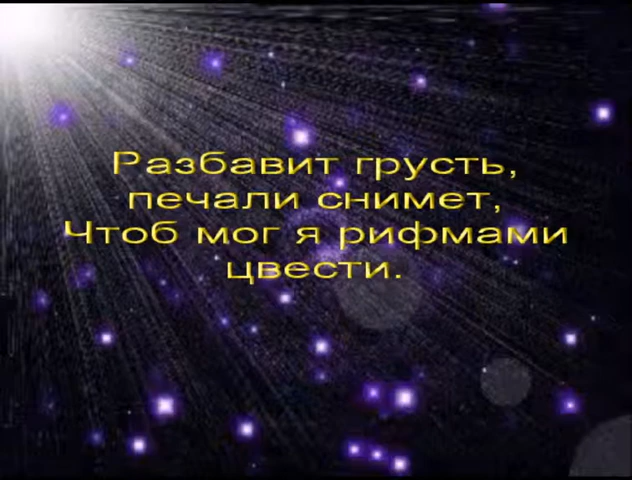 Разбавит грусть,
печали снимет,
Чтоб мог я рифмами
цвести.